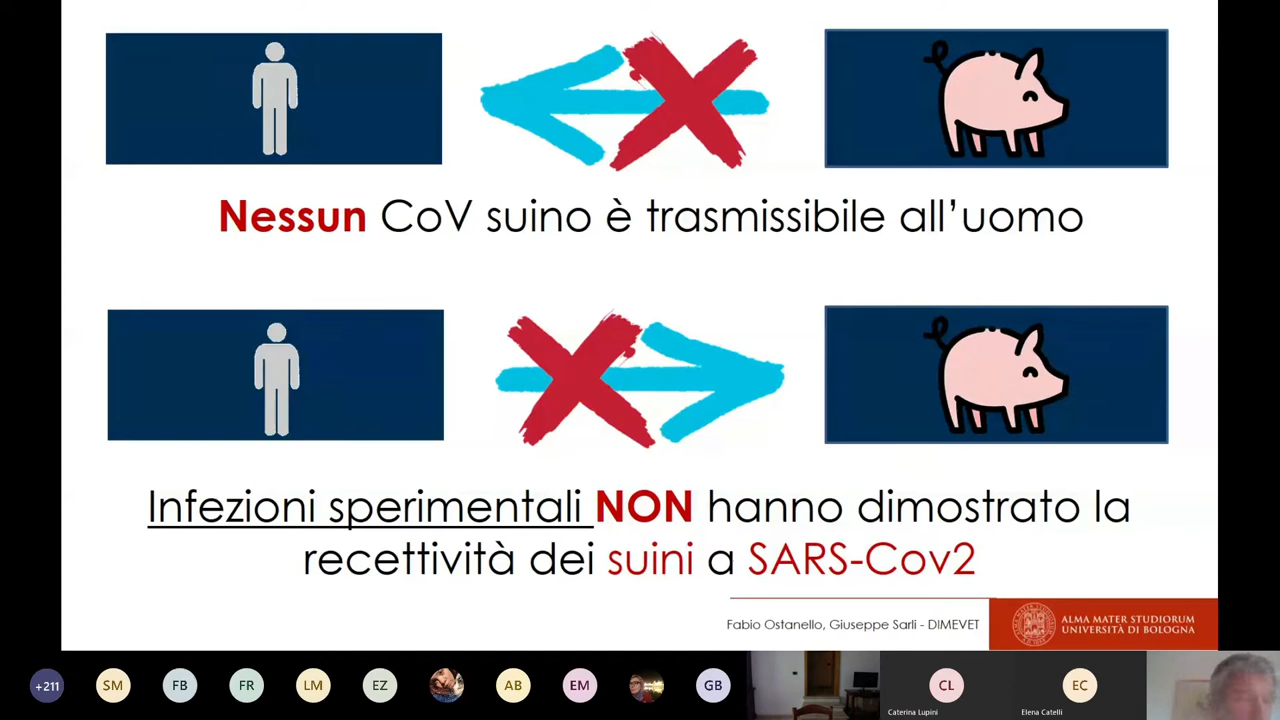 Nessun CoV suino è trasmissibile all’uomo
Infezioni sperimentali NON hanno dimostrato la
recettività dei suini a SARS-Cov2
Fabio Ostanello, Giuseppe Sarli - DIMEVET
ALMA MATER STUDIORUM
UNIVERSITÀ DI BOLOGNA
+211
SM
FB
FR
LM
EZ
AB
EM
GB
CL
Caterina Lupini
EC
Elena Catelli